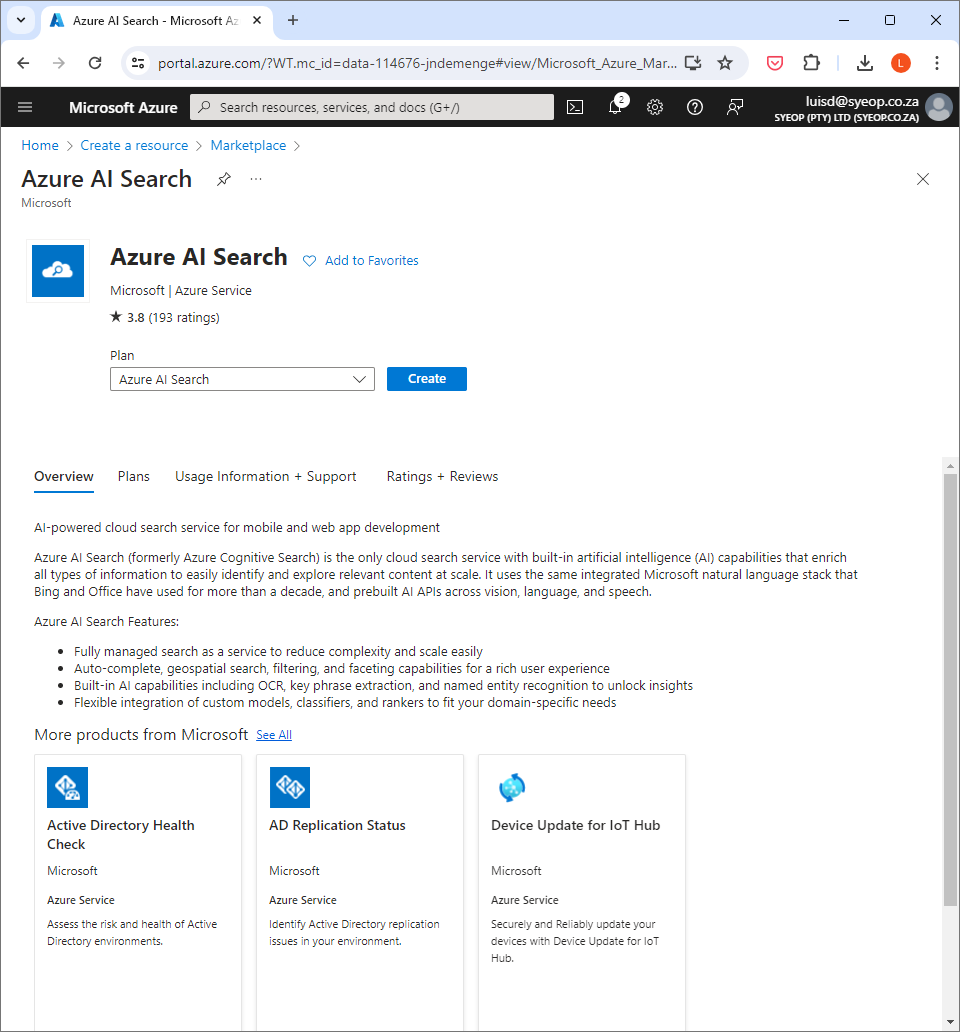 Azure AI Search - Microsoft Az
portal.azure.com/?WT.mc_id=data-114676-jndemenge#view/Microsoft_Azure_Mar...
L
Microsoft Azure
Search resources, services, and docs (G+/)
2
luisd@syeop.co.za
SYEOP (PTY) LTD (SYEOP.CO.ZA)
Home > Create a resource > Marketplace >
Azure AI Search
Microsoft
Azure AI Search
Add to Favorites
Microsoft | Azure Service
★ 3.8 (193 ratings)
Plan
Azure AI Search
Create
Overview Plans Usage Information + Support Ratings + Reviews
AI-powered cloud search service for mobile and web app development
Azure AI Search (formerly Azure Cognitive Search) is the only cloud search service with built-in artificial intelligence (AI) capabilities that enrich
all types of information to easily identify and explore relevant content at scale. It uses the same integrated Microsoft natural language stack that
Bing and Office have used for more than a decade, and prebuilt AI APIs across vision, language, and speech.
Azure AI Search Features:
• Fully managed search as a service to reduce complexity and scale easily
• Auto-complete, geospatial search, filtering, and faceting capabilities for a rich user experience
• Built-in AI capabilities including OCR, key phrase extraction, and named entity recognition to unlock insights
• Flexible integration of custom models, classifiers, and rankers to fit your domain-specific needs
More products from Microsoft See All
Active Directory Health
Check
Microsoft
Azure Service
Assess the risk and health of Active
Directory environments.
AD Replication Status
Microsoft
Azure Service
Identify Active Directory replication
issues in your environment.
Device Update for IoT Hub
Microsoft
Azure Service
Securely and Reliably update your
devices with Device Update for IoT
Hub.